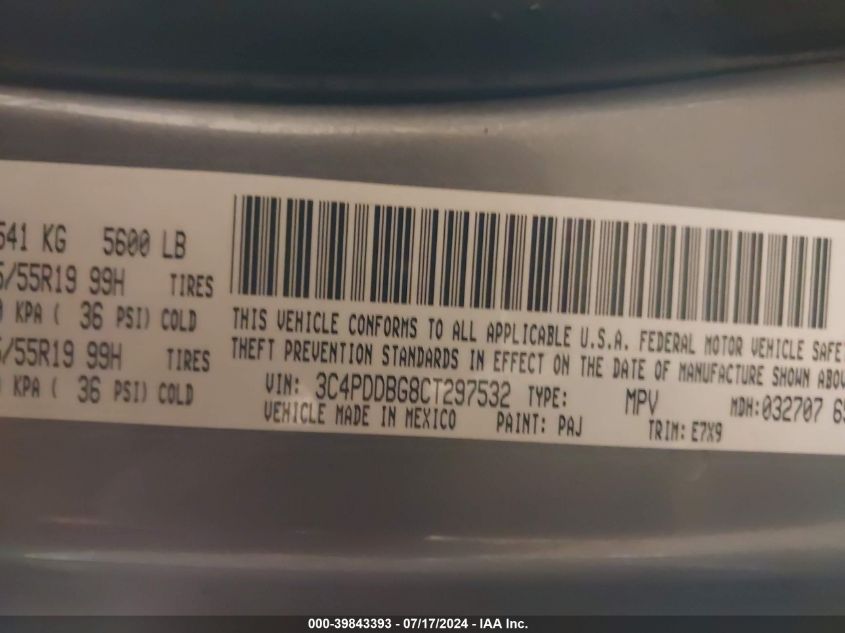 541 KG 5600 LB
/55R19 99H TIRES
KPA ( 36 PSI) COLD
/55R19 99H TIRES
KPA ( 36 PSI) COLD
THIS VEHICLE CONFORMS TO ALL APPLICABLE U.S.A. FEDERAL MOTOR VEHICLE SAFE
THEFT PREVENTION STANDARDS IN EFFECT ON THE DATE OF MANUFACTURE SHOWN ABO
VIN: 3C4PDDBG8CT297532 TYPE: MPV MDH:032707
VEHICLE MADE IN MEXICO PAINT: PAJ TRIM: E7X9
000-39843393 - 07/17/2024 - IAA Inc.